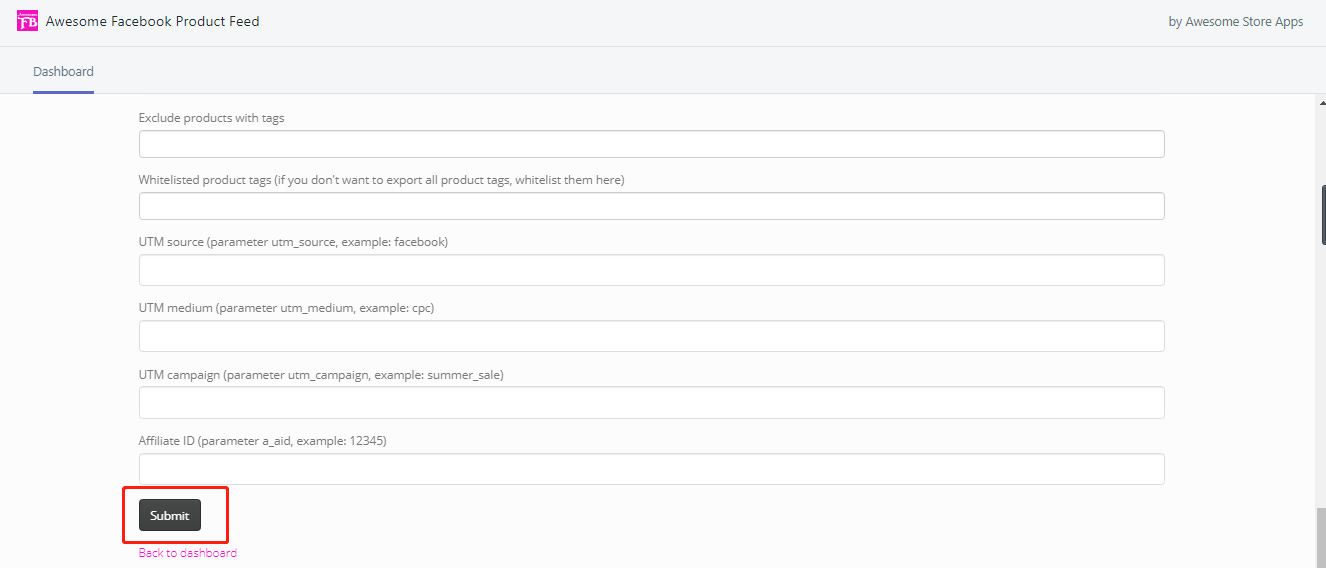 Awesome FB Awesome Facebook Product Feed by Awesome Store Apps
Dashboard
Exclude products with tags
Whitelisted product tags (if you don't want to export all product tags, whitelist them here)
UTM source (parameter utm_source, example: facebook)
UTM medium (parameter utm_medium, example: cpc)
UTM campaign (parameter utm_campaign, example: summer_sale)
Affiliate ID (parameter a_aid, example: 12345)
Submit
Back to dashboard